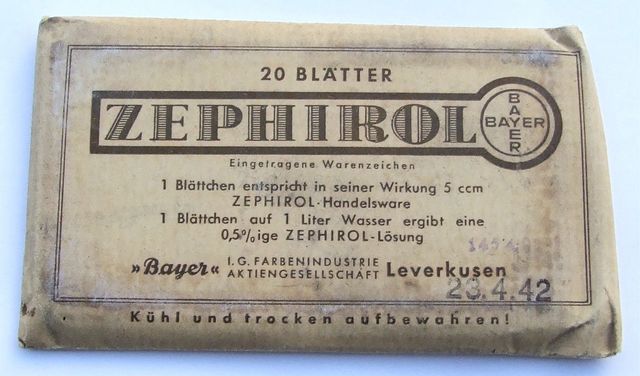 20 BLÄTTER
ZEPHIROL
BAYER
BAYER
Eingetragene Warenzeichen
1 Blättchen entspricht in seiner Wirkung 5 ccm
ZEPHIROL-Handelsware
1 Blättchen auf 1 Liter Wasser ergibt eine
0,5%ige ZEPHIROL-Lösung
»Bayer« I.G. FARBENINDUSTRIE AKTIENGESELLSCHAFT Leverkusen
23.4.42
Kühl und trocken aufbewahren!